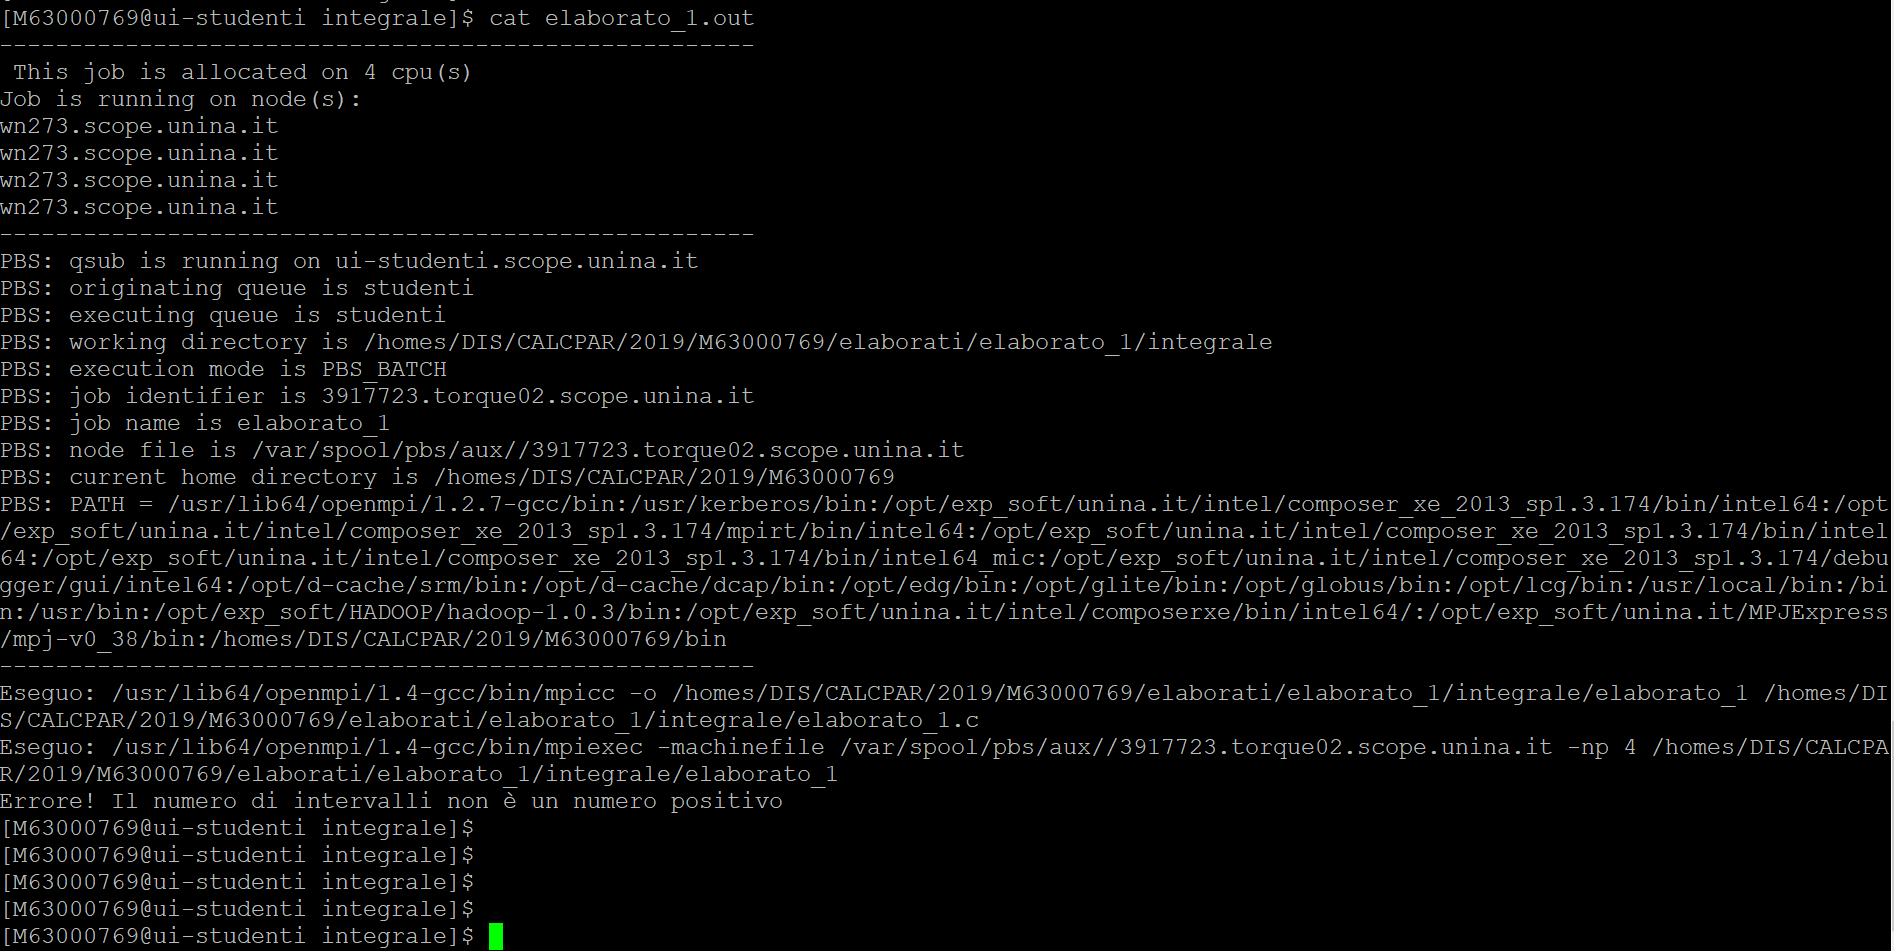 [M63000769@ui-studenti integrale]$ cat elaborato_1.out
------------------------------------------------------
 This job is allocated on 4 cpu(s)
Job is running on node(s):
wn273.scope.unina.it
wn273.scope.unina.it
wn273.scope.unina.it
wn273.scope.unina.it
------------------------------------------------------
PBS: qsub is running on ui-studenti.scope.unina.it
PBS: originating queue is studenti
PBS: executing queue is studenti
PBS: working directory is /homes/DIS/CALCPAR/2019/M63000769/elaborati/elaborato_1/integrale
PBS: execution mode is PBS_BATCH
PBS: job identifier is 3917723.torque02.scope.unina.it
PBS: job name is elaborato_1
PBS: node file is /var/spool/pbs/aux//3917723.torque02.scope.unina.it
PBS: current home directory is /homes/DIS/CALCPAR/2019/M63000769
PBS: PATH = /usr/lib64/openmpi/1.2.7-gcc/bin:/usr/kerberos/bin:/opt/exp_soft/unina.it/intel/composer_xe_2013_sp1.3.174/bin/intel64:/opt
/exp_soft/unina.it/intel/composer_xe_2013_sp1.3.174/mpirt/bin/intel64:/opt/exp_soft/unina.it/intel/composer_xe_2013_sp1.3.174/bin/intel
64:/opt/exp_soft/unina.it/intel/composer_xe_2013_sp1.3.174/bin/intel64_mic:/opt/exp_soft/unina.it/intel/composer_xe_2013_sp1.3.174/debu
gger/gui/intel64:/opt/d-cache/srm/bin:/opt/d-cache/dcap/bin:/opt/edg/bin:/opt/glite/bin:/opt/globus/bin:/opt/lcg/bin:/usr/local/bin:/bi
n:/usr/bin:/opt/exp_soft/HADOOP/hadoop-1.0.3/bin:/opt/exp_soft/unina.it/intel/composerxe/bin/intel64/:/opt/exp_soft/unina.it/MPJExpress
/mpj-v0_38/bin:/homes/DIS/CALCPAR/2019/M63000769/bin
------------------------------------------------------
Eseguo: /usr/lib64/openmpi/1.4-gcc/bin/mpicc -o /homes/DIS/CALCPAR/2019/M63000769/elaborati/elaborato_1/integrale/elaborato_1 /homes/DI
S/CALCPAR/2019/M63000769/elaborati/elaborato_1/integrale/elaborato_1.c
Eseguo: /usr/lib64/openmpi/1.4-gcc/bin/mpiexec -machinefile /var/spool/pbs/aux//3917723.torque02.scope.unina.it -np 4 /homes/DIS/CALCPA
R/2019/M63000769/elaborati/elaborato_1/integrale/elaborato_1
Errore! Il numero di intervalli non è un numero positivo
[M63000769@ui-studenti integrale]$
[M63000769@ui-studenti integrale]$
[M63000769@ui-studenti integrale]$
[M63000769@ui-studenti integrale]$
[M63000769@ui-studenti integrale]$